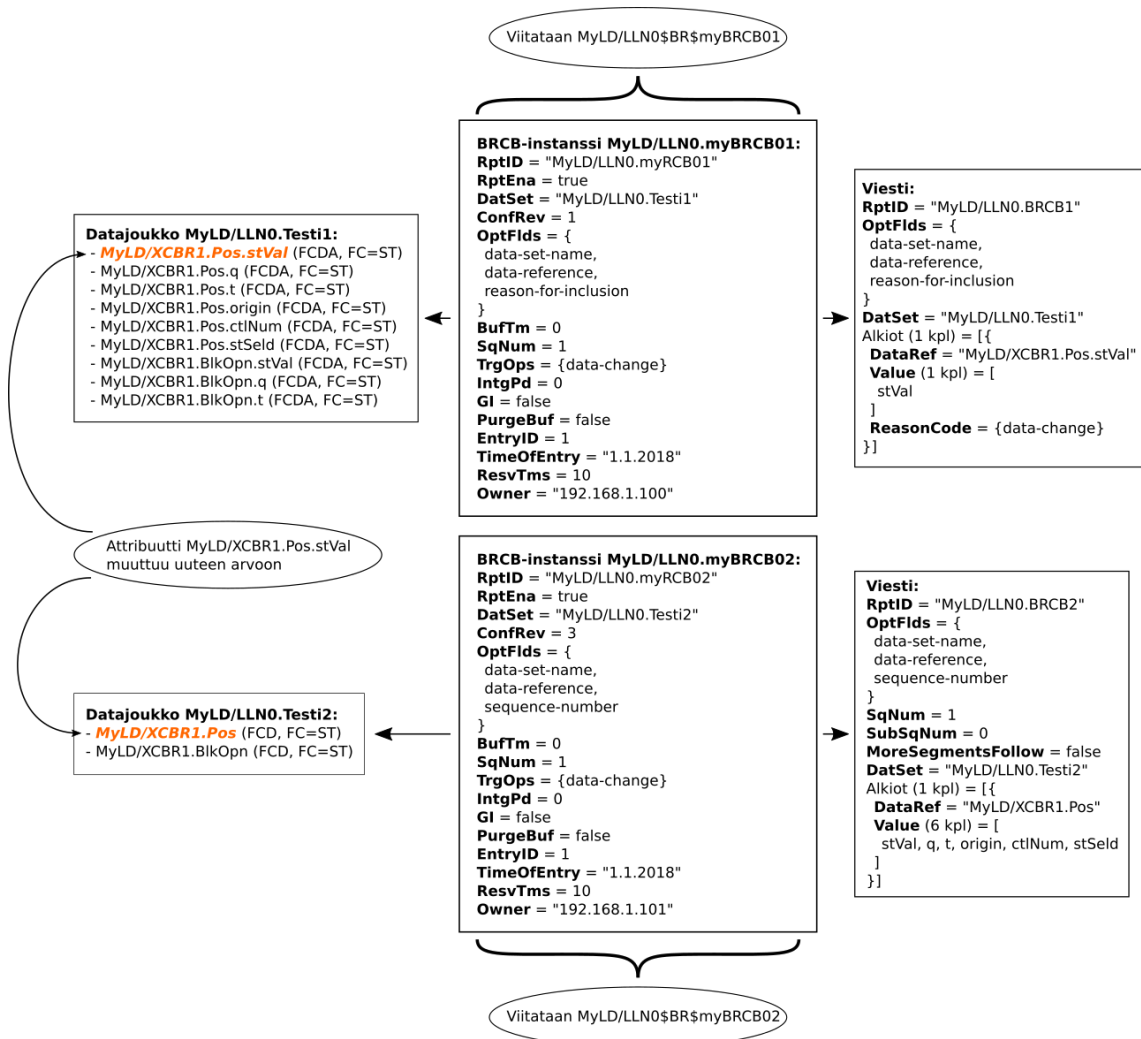 Viitataan MyLD/LLN0$BR$myBRCB01
BRCB-instanssi MyLD/LLN0.myBRCB01:
RptID = "MyLD/LLN0.myRCB01"
RptEna = true
DatSet = "MyLD/LLN0.Testi1"
ConfRev = 1
OptFlds = {
data-set-name,
data-reference,
reason-for-inclusion
}
BufTm = 0
SqNum = 1
TrgOps = {data-change}
IntgPd = 0
GI = false
PurgeBuf = false
EntryID = 1
TimeOfEntry = "1.1.2018"
ResvTms = 10
Owner = "192.168.1.100"
Datajoukko MyLD/LLN0.Testi1:
- MyLD/XCBR1.Pos.stVal (FCDA, FC=ST)
- MyLD/XCBR1.Pos.q (FCDA, FC=ST)
- MyLD/XCBR1.Pos.t (FCDA, FC=ST)
- MyLD/XCBR1.Pos.origin (FCDA, FC=ST)
- MyLD/XCBR1.Pos.ctlNum (FCDA, FC=ST)
- MyLD/XCBR1.Pos.stSeld (FCDA, FC=ST)
- MyLD/XCBR1.BlkOpn.stVal (FCDA, FC=ST)
- MyLD/XCBR1.BlkOpn.q (FCDA, FC=ST)
- MyLD/XCBR1.BlkOpn.t (FCDA, FC=ST)
Viesti:
RptID = "MyLD/LLN0.BRCB1"
OptFlds = {
data-set-name,
data-reference,
reason-for-inclusion
}
DatSet = "MyLD/LLN0.Testi1"
Alkiot (1 kpl) = [{
DataRef = "MyLD/XCBR1.Pos.stVal"
Value (1 kpl) = [
stVal
]
ReasonCode = {data-change}
}]
Attribuutti MyLD/XCBR1.Pos.stVal
muuttuu uuteen arvoon
BRCB-instanssi MyLD/LLN0.myBRCB02:
RptID = "MyLD/LLN0.myRCB02"
RptEna = true
DatSet = "MyLD/LLN0.Testi2"
ConfRev = 3
OptFlds = {
data-set-name,
data-reference,
sequence-number
}
BufTm = 0
SqNum = 1
TrgOps = {data-change}
IntgPd = 0
GI = false
PurgeBuf = false
EntryID = 1
TimeOfEntry = "1.1.2018"
ResvTms = 10
Owner = "192.168.1.101"
Datajoukko MyLD/LLN0.Testi2:
- MyLD/XCBR1.Pos (FCD, FC=ST)
- MyLD/XCBR1.BlkOpn (FCD, FC=ST)
Viesti:
RptID = "MyLD/LLN0.BRCB2"
OptFlds = {
data-set-name,
data-reference,
sequence-number
}
SqNum = 1
SubSqNum = 0
MoreSegmentsFollow = false
DatSet = "MyLD/LLN0.Testi2"
Alkiot (1 kpl) = [{
DataRef = "MyLD/XCBR1.Pos"
Value (6 kpl) = [
stVal, q, t, origin, ctlNum, stSeld
]
}]
Viitataan MyLD/LLN0$BR$myBRCB02